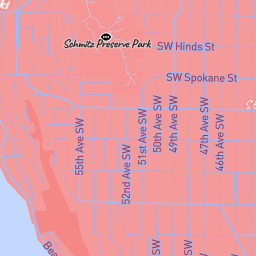 SW Hinds St
Schmitz Preserve Park
SW Spokane St
55th Ave SW
52nd Ave SW
51st Ave SW
50th Ave SW
49th Ave SW
47th Ave SW
46th Ave SW